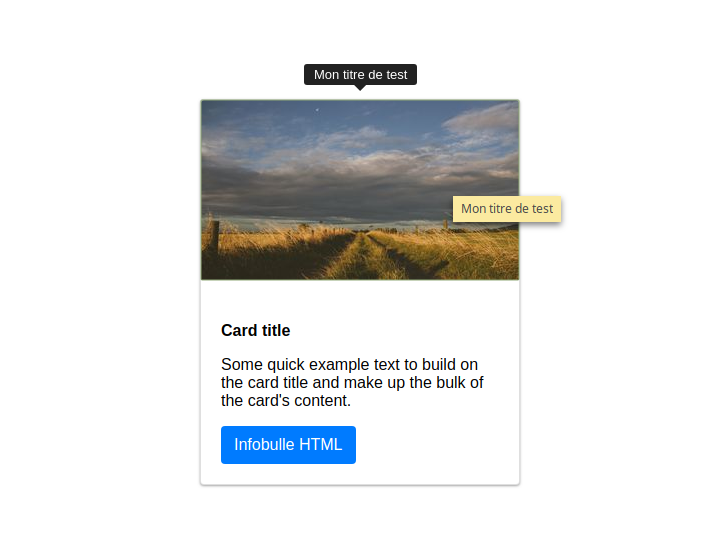 Mon titre de test
Mon titre de test
Card title
Some quick example text to build on
the card title and make up the bulk of
the card's content.
Infobulle HTML